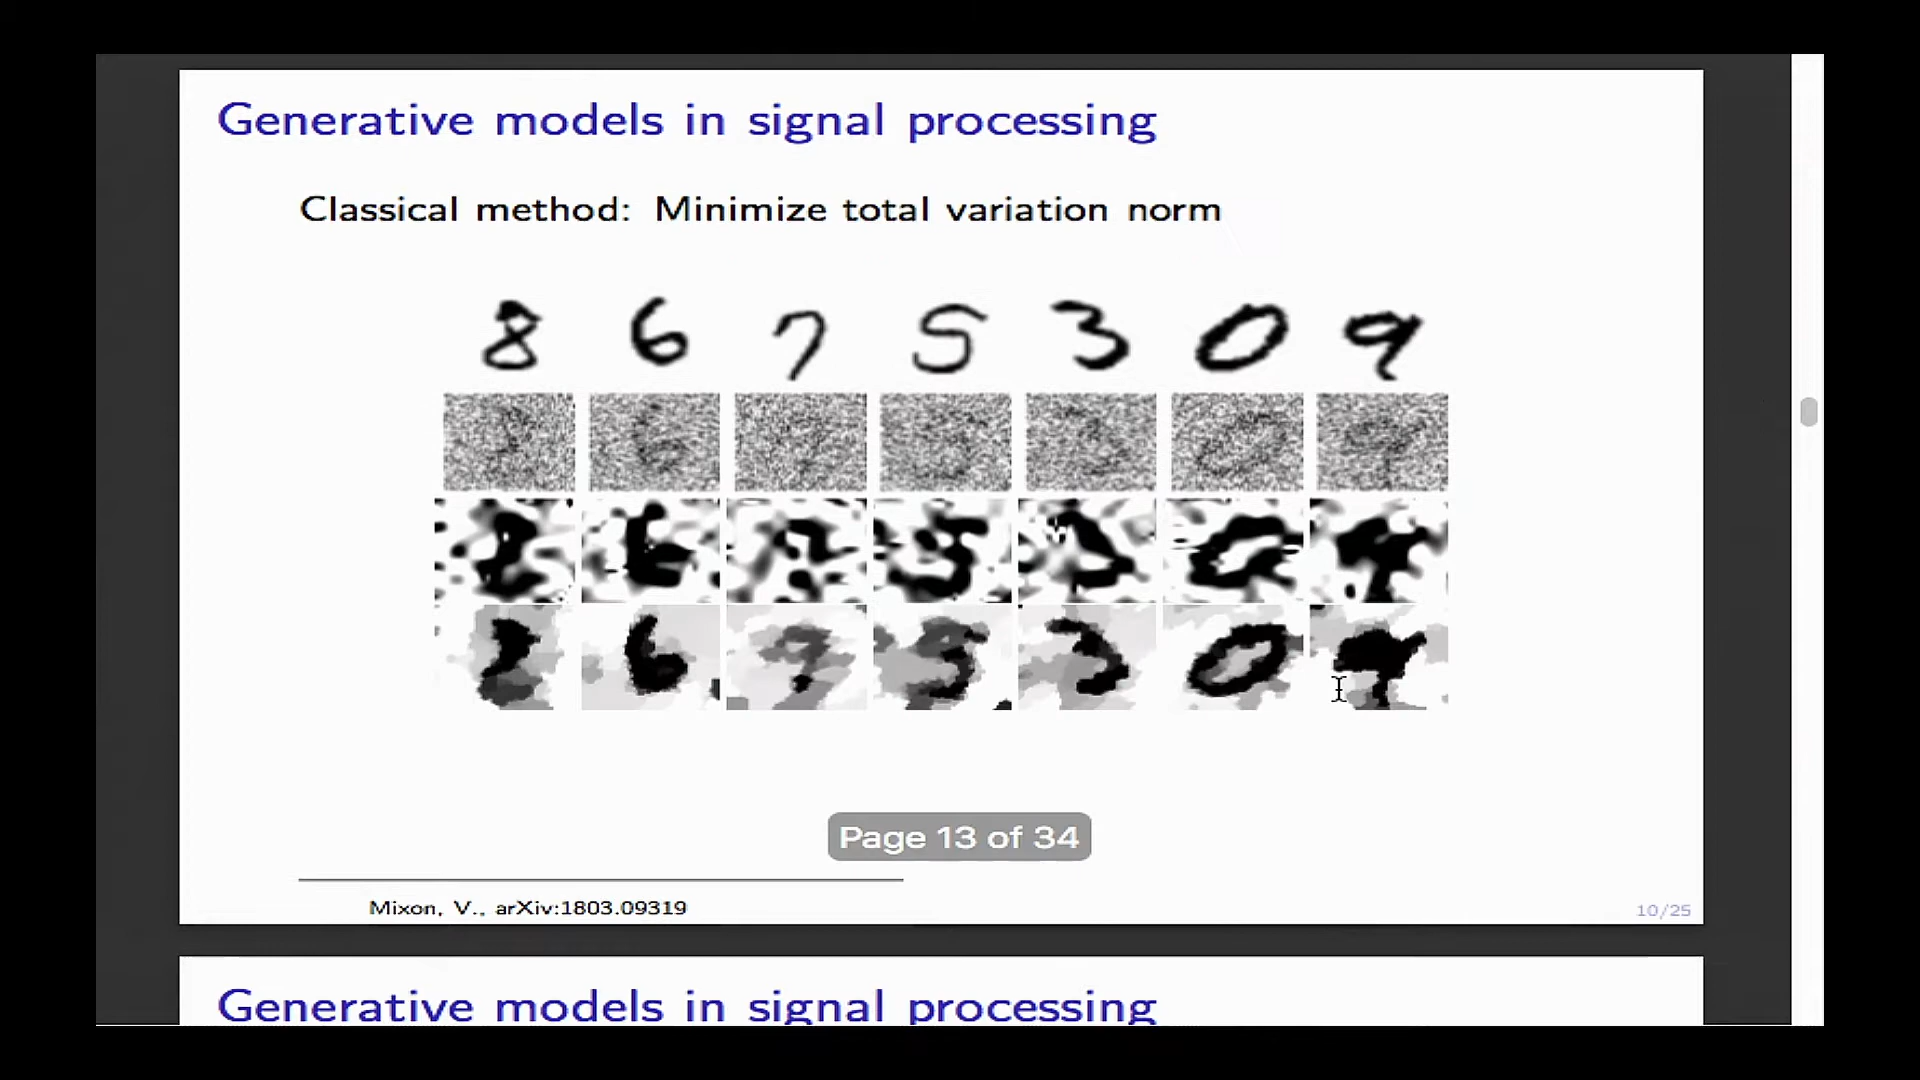 Generative models in signal processing
Classical method: Minimize total variation norm
8 6 7 5 3 0 9
Page 13 of 34
Mixon, V., arXiv:1803.09319
10/25
Generative models in signal processing